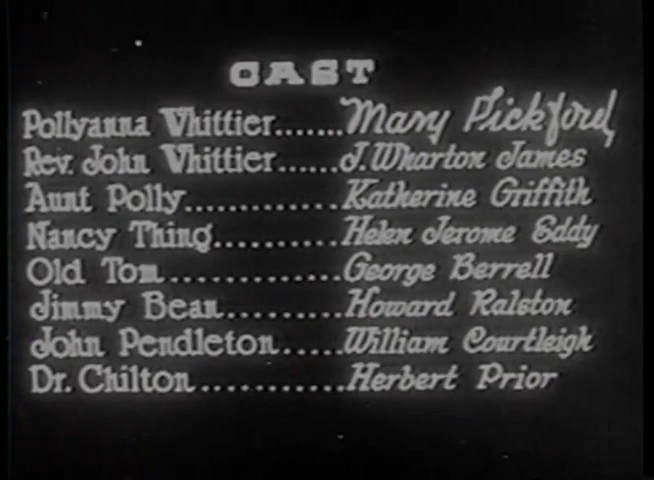 CAST
Pollyanna Whittier.......Mary Pickford
Rev. John Whittier......J. Wharton James
Aunt Polly.............Katherine Griffith
Nancy Thing...........Helen Jerome Eddy
Old Tom...............George Berrell
Jimmy Bean..........Howard Ralston
John Pendleton.....William Courtleigh
Dr. Chilton............Herbert Prior